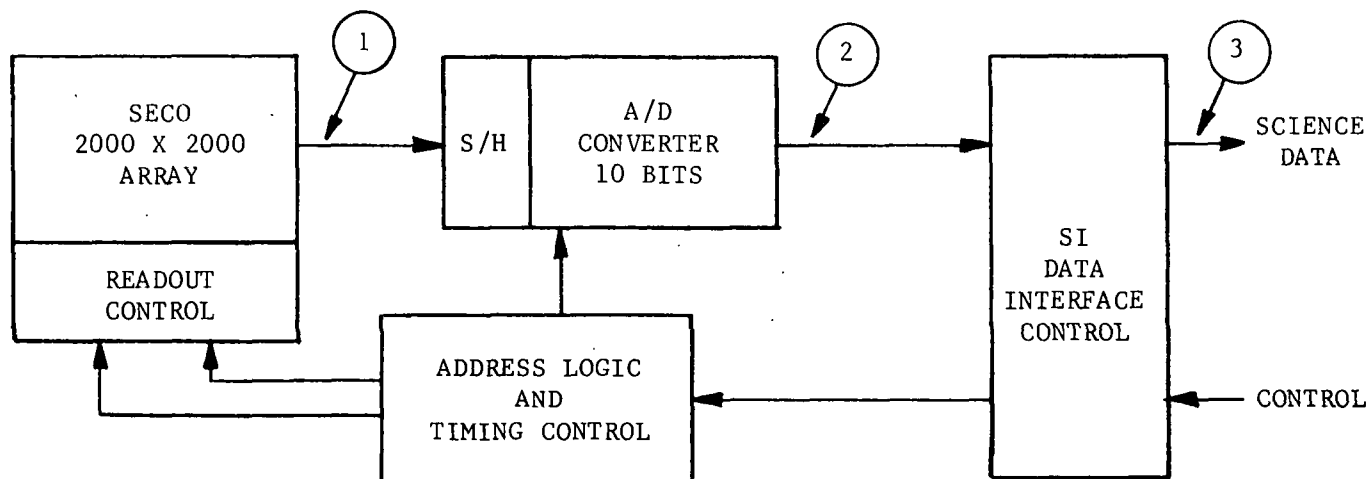 1
2
3
SECO
2000 X 2000
ARRAY
READOUT
CONTROL
S/H
A/D
CONVERTER
10 BITS
ADDRESS LOGIC
AND
TIMING CONTROL
SI
DATA
INTERFACE
CONTROL
SCIENCE
DATA
CONTROL